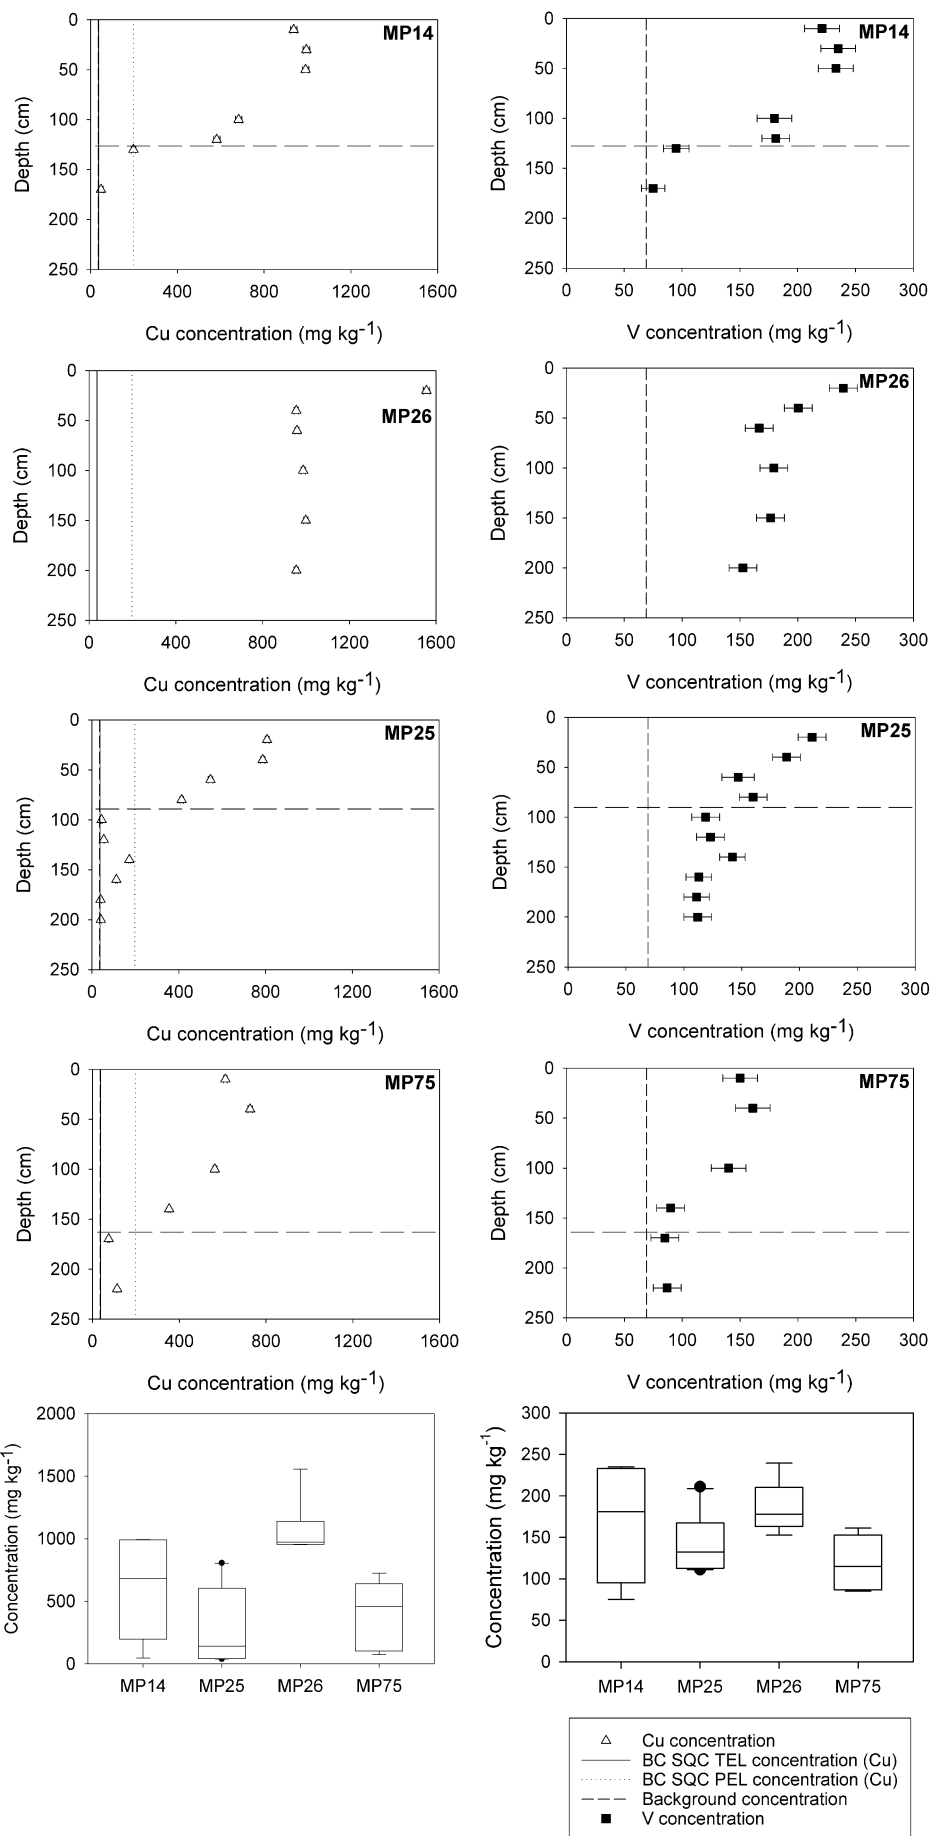 MP14
0
50
100
150
200
250
Depth (cm)
0 400 800 1200 1600
Cu concentration (mg kg-1)
MP14
0
50
100
150
200
250
Depth (cm)
0 50 100 150 200 250 300
V concentration (mg kg-1)
MP26
0
50
100
150
200
250
Depth (cm)
0 400 800 1200 1600
Cu concentration (mg kg-1)
MP26
0
50
100
150
200
250
Depth (cm)
0 50 100 150 200 250 300
V concentration (mg kg-1)
MP25
0
50
100
150
200
250
Depth (cm)
0 400 800 1200 1600
Cu concentration (mg kg-1)
MP25
0
50
100
150
200
250
Depth (cm)
0 50 100 150 200 250 300
V concentration (mg kg-1)
MP75
0
50
100
150
200
250
Depth (cm)
0 400 800 1200 1600
Cu concentration (mg kg-1)
MP75
0
50
100
150
200
250
Depth (cm)
0 50 100 150 200 250 300
V concentration (mg kg-1)
2000
1500
1000
500
0
Concentration (mg kg-1)
MP14 MP25 MP26 MP75
300
250
200
150
100
50
0
Concentration (mg kg-1)
MP14 MP25 MP26 MP75
Cu concentration
BC SQC TEL concentration (Cu)
BC SQC PEL concentration (Cu)
Background concentration
V concentration